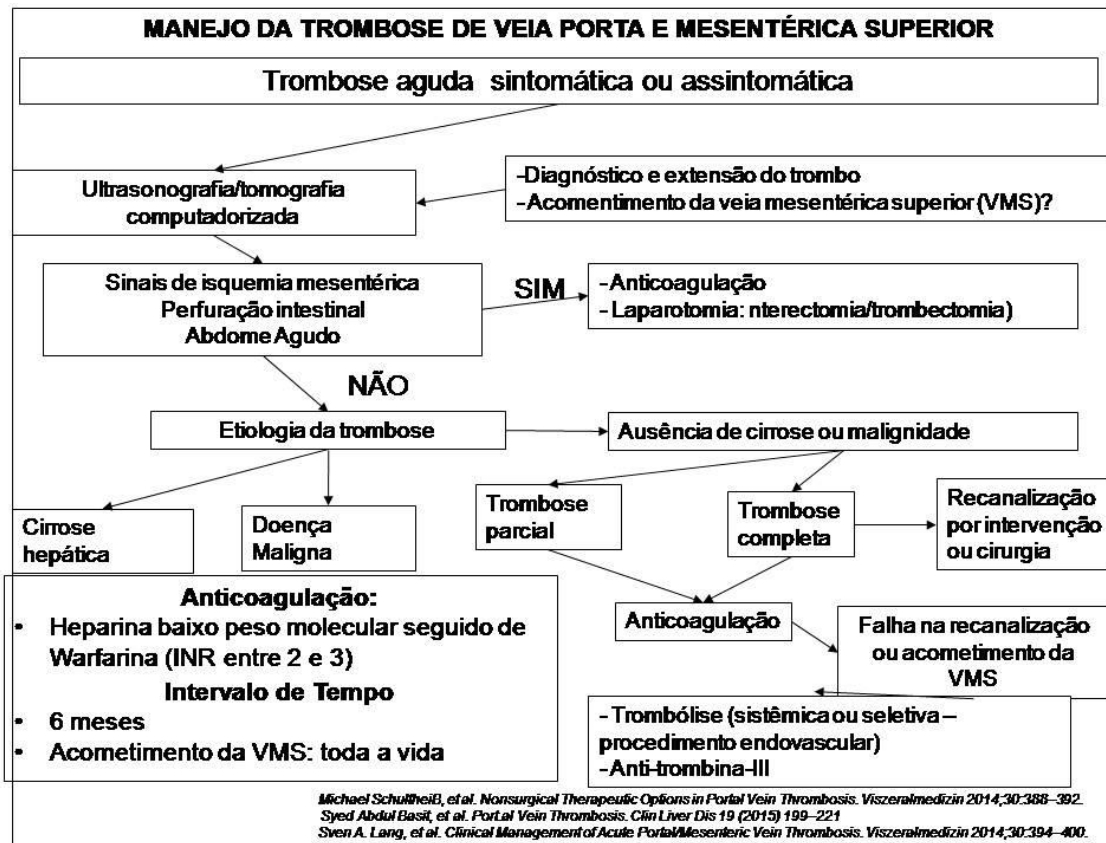 MANEJO DA TROMBOSE DE VEIA PORTA E MESENTÉRICA SUPERIOR
Trombose aguda sintomática ou assintomática
Ultrasonografia/tomografia
computadorizada
-Diagnóstico e extensão do trombo
-Acomentimento da veia mesentérica superior (VMS)?
Sinais de isquemia mesentérica
Perfuração intestinal
Abdome Agudo
SIM
- Anticoagulação
- Laparotomia: nterectomia/trombectomia)
NÃO
Etiologia da trombose
Ausência de cirrose ou malignidade
Cirrose
hepática
Doença
Maligna
Trombose
parcial
Trombose
completa
Recanalização
por intervenção
ou cirurgia
Anticoagulação:
• Heparina baixo peso molecular seguido de
Warfarina (INR entre 2 e 3)
Intervalo de Tempo
• 6 meses
• Acometimento da VMS: toda a vida
Anticoagulação
Falha na recanalização
ou acometimento da
VMS
- Trombólise (sistêmica ou seletiva –
procedimento endovascular)
- Anti-trombina-III
Michael SchultheiB, et al. Nonsurgical Therapeutic Options in Portal Vein Thrombosis. Viszeralmedizin 2014;30:388–392.
Syed Abdul Basit, et al. Portal Vein Thrombosis. Clin Liver Dis 19 (2015) 199–221
Sven A. Lang, et al. Clinical Management of Acute Portal/Mesenteric Vein Thrombosis. Viszeralmedizin 2014;30:394–400.